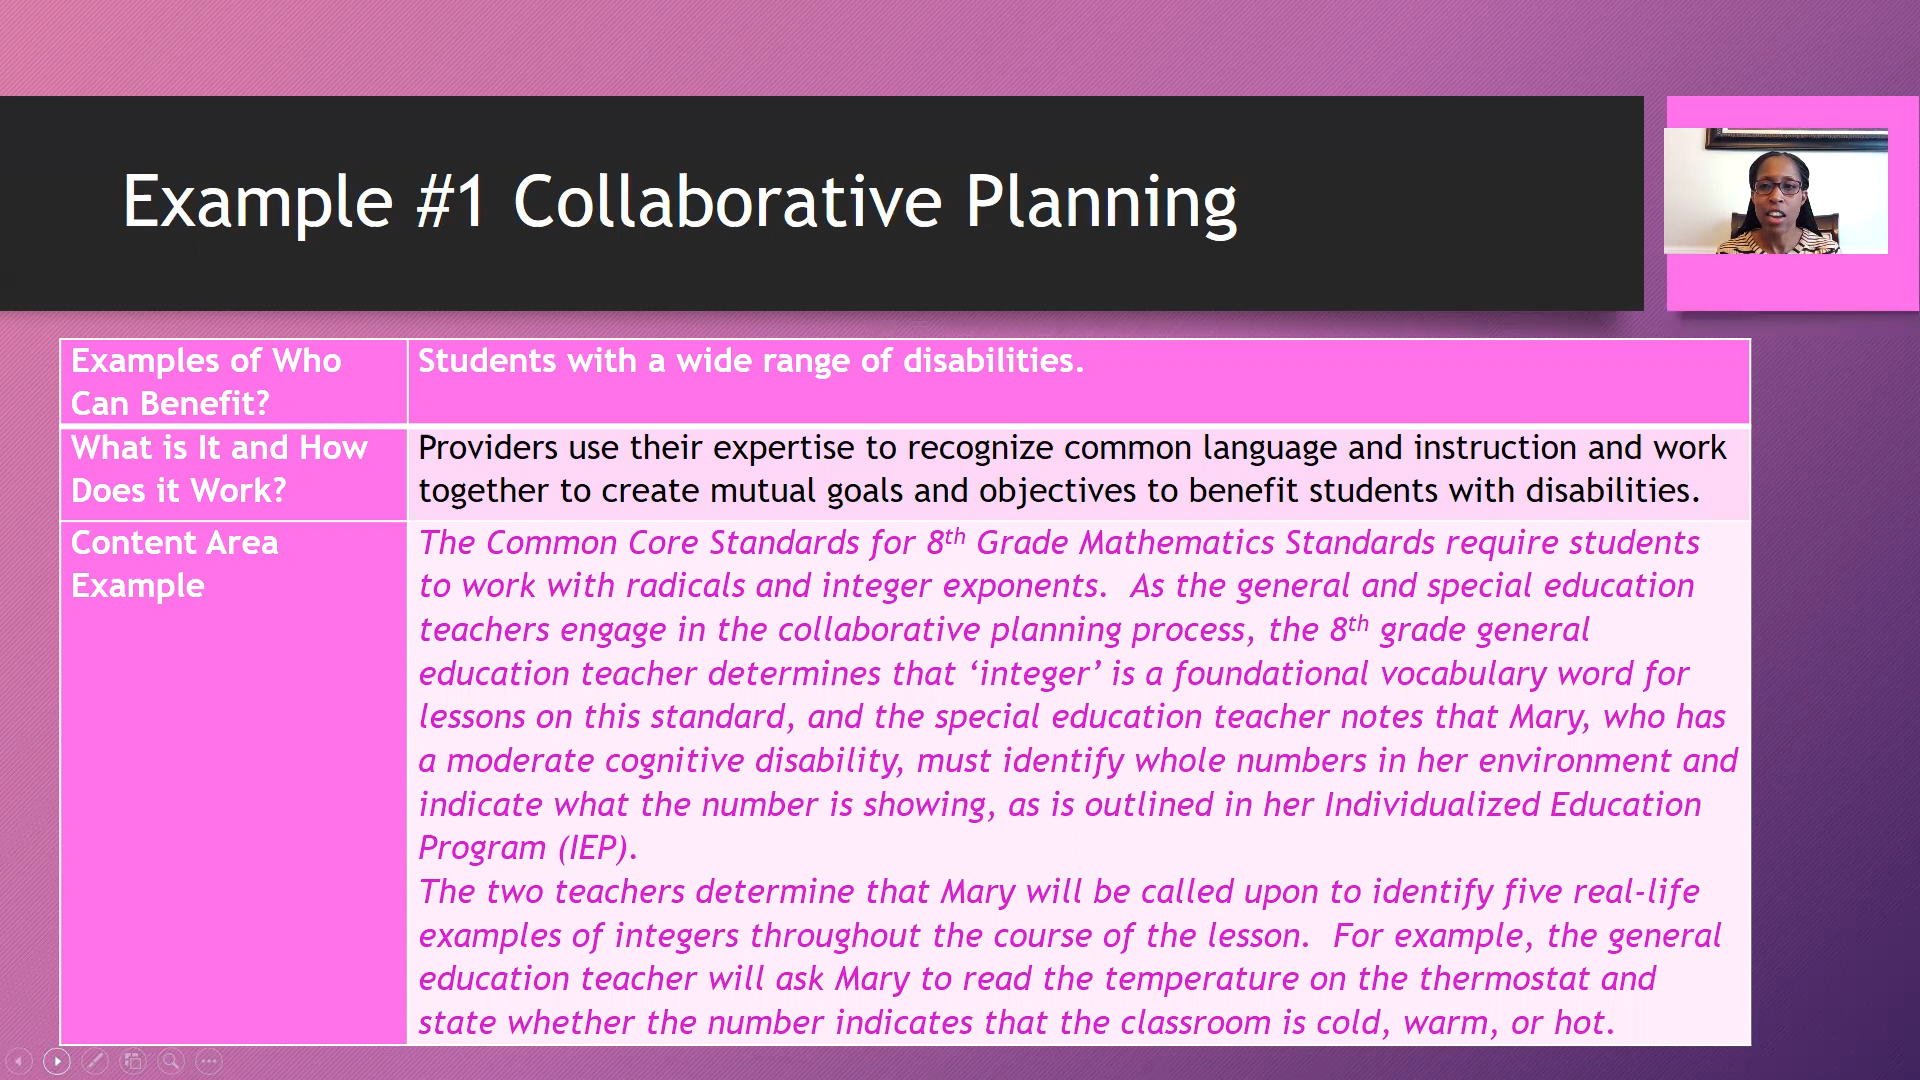 Example #1 Collaborative Planning
Examples of Who
Can Benefit?
Students with a wide range of disabilities.
What is It and How
Does it Work?
Providers use their expertise to recognize common language and instruction and work
together to create mutual goals and objectives to benefit students with disabilities.
Content Area
Example
The Common Core Standards for 8th Grade Mathematics Standards require students
to work with radicals and integer exponents.  As the general and special education
teachers engage in the collaborative planning process, the 8th grade general
education teacher determines that ‘integer’ is a foundational vocabulary word for
lessons on this standard, and the special education teacher notes that Mary, who has
a moderate cognitive disability, must identify whole numbers in her environment and
indicate what the number is showing, as is outlined in her Individualized Education
Program (IEP).
The two teachers determine that Mary will be called upon to identify five real-life
examples of integers throughout the course of the lesson.  For example, the general
education teacher will ask Mary to read the temperature on the thermostat and
state whether the number indicates that the classroom is cold, warm, or hot.